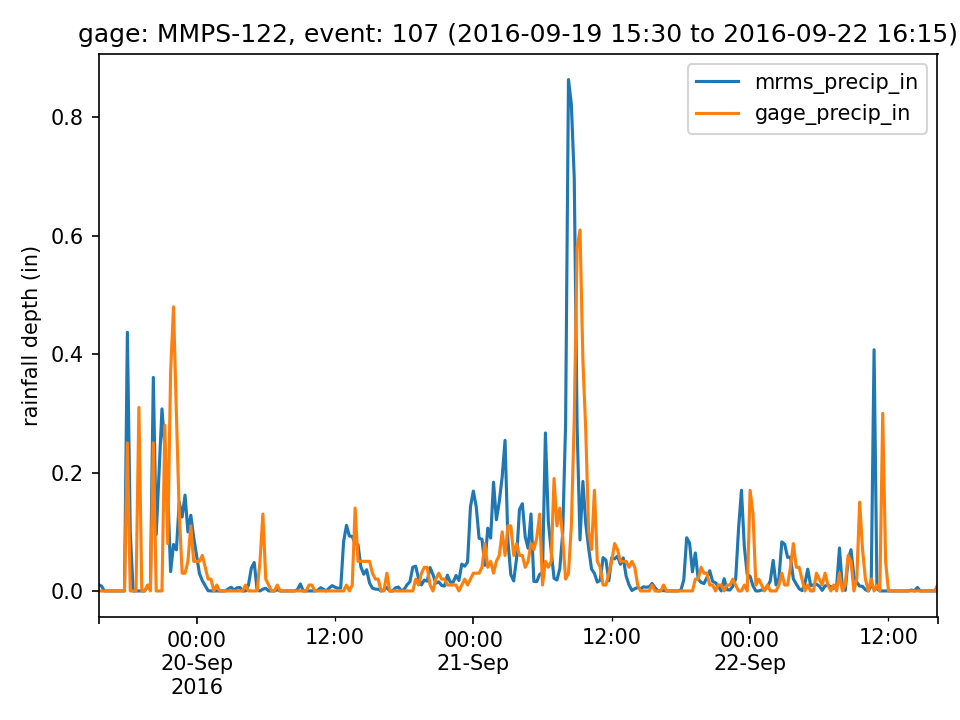 gage: MMPS-122, event: 107 (2016-09-19 15:30 to 2016-09-22 16:15)
mrms_precip_in
gage_precip_in
rainfall depth (in)
0.8
0.6
0.4
0.2
0.0
00:00 12:00 00:00 12:00 00:00 12:00
20-Sep 21-Sep 22-Sep
2016